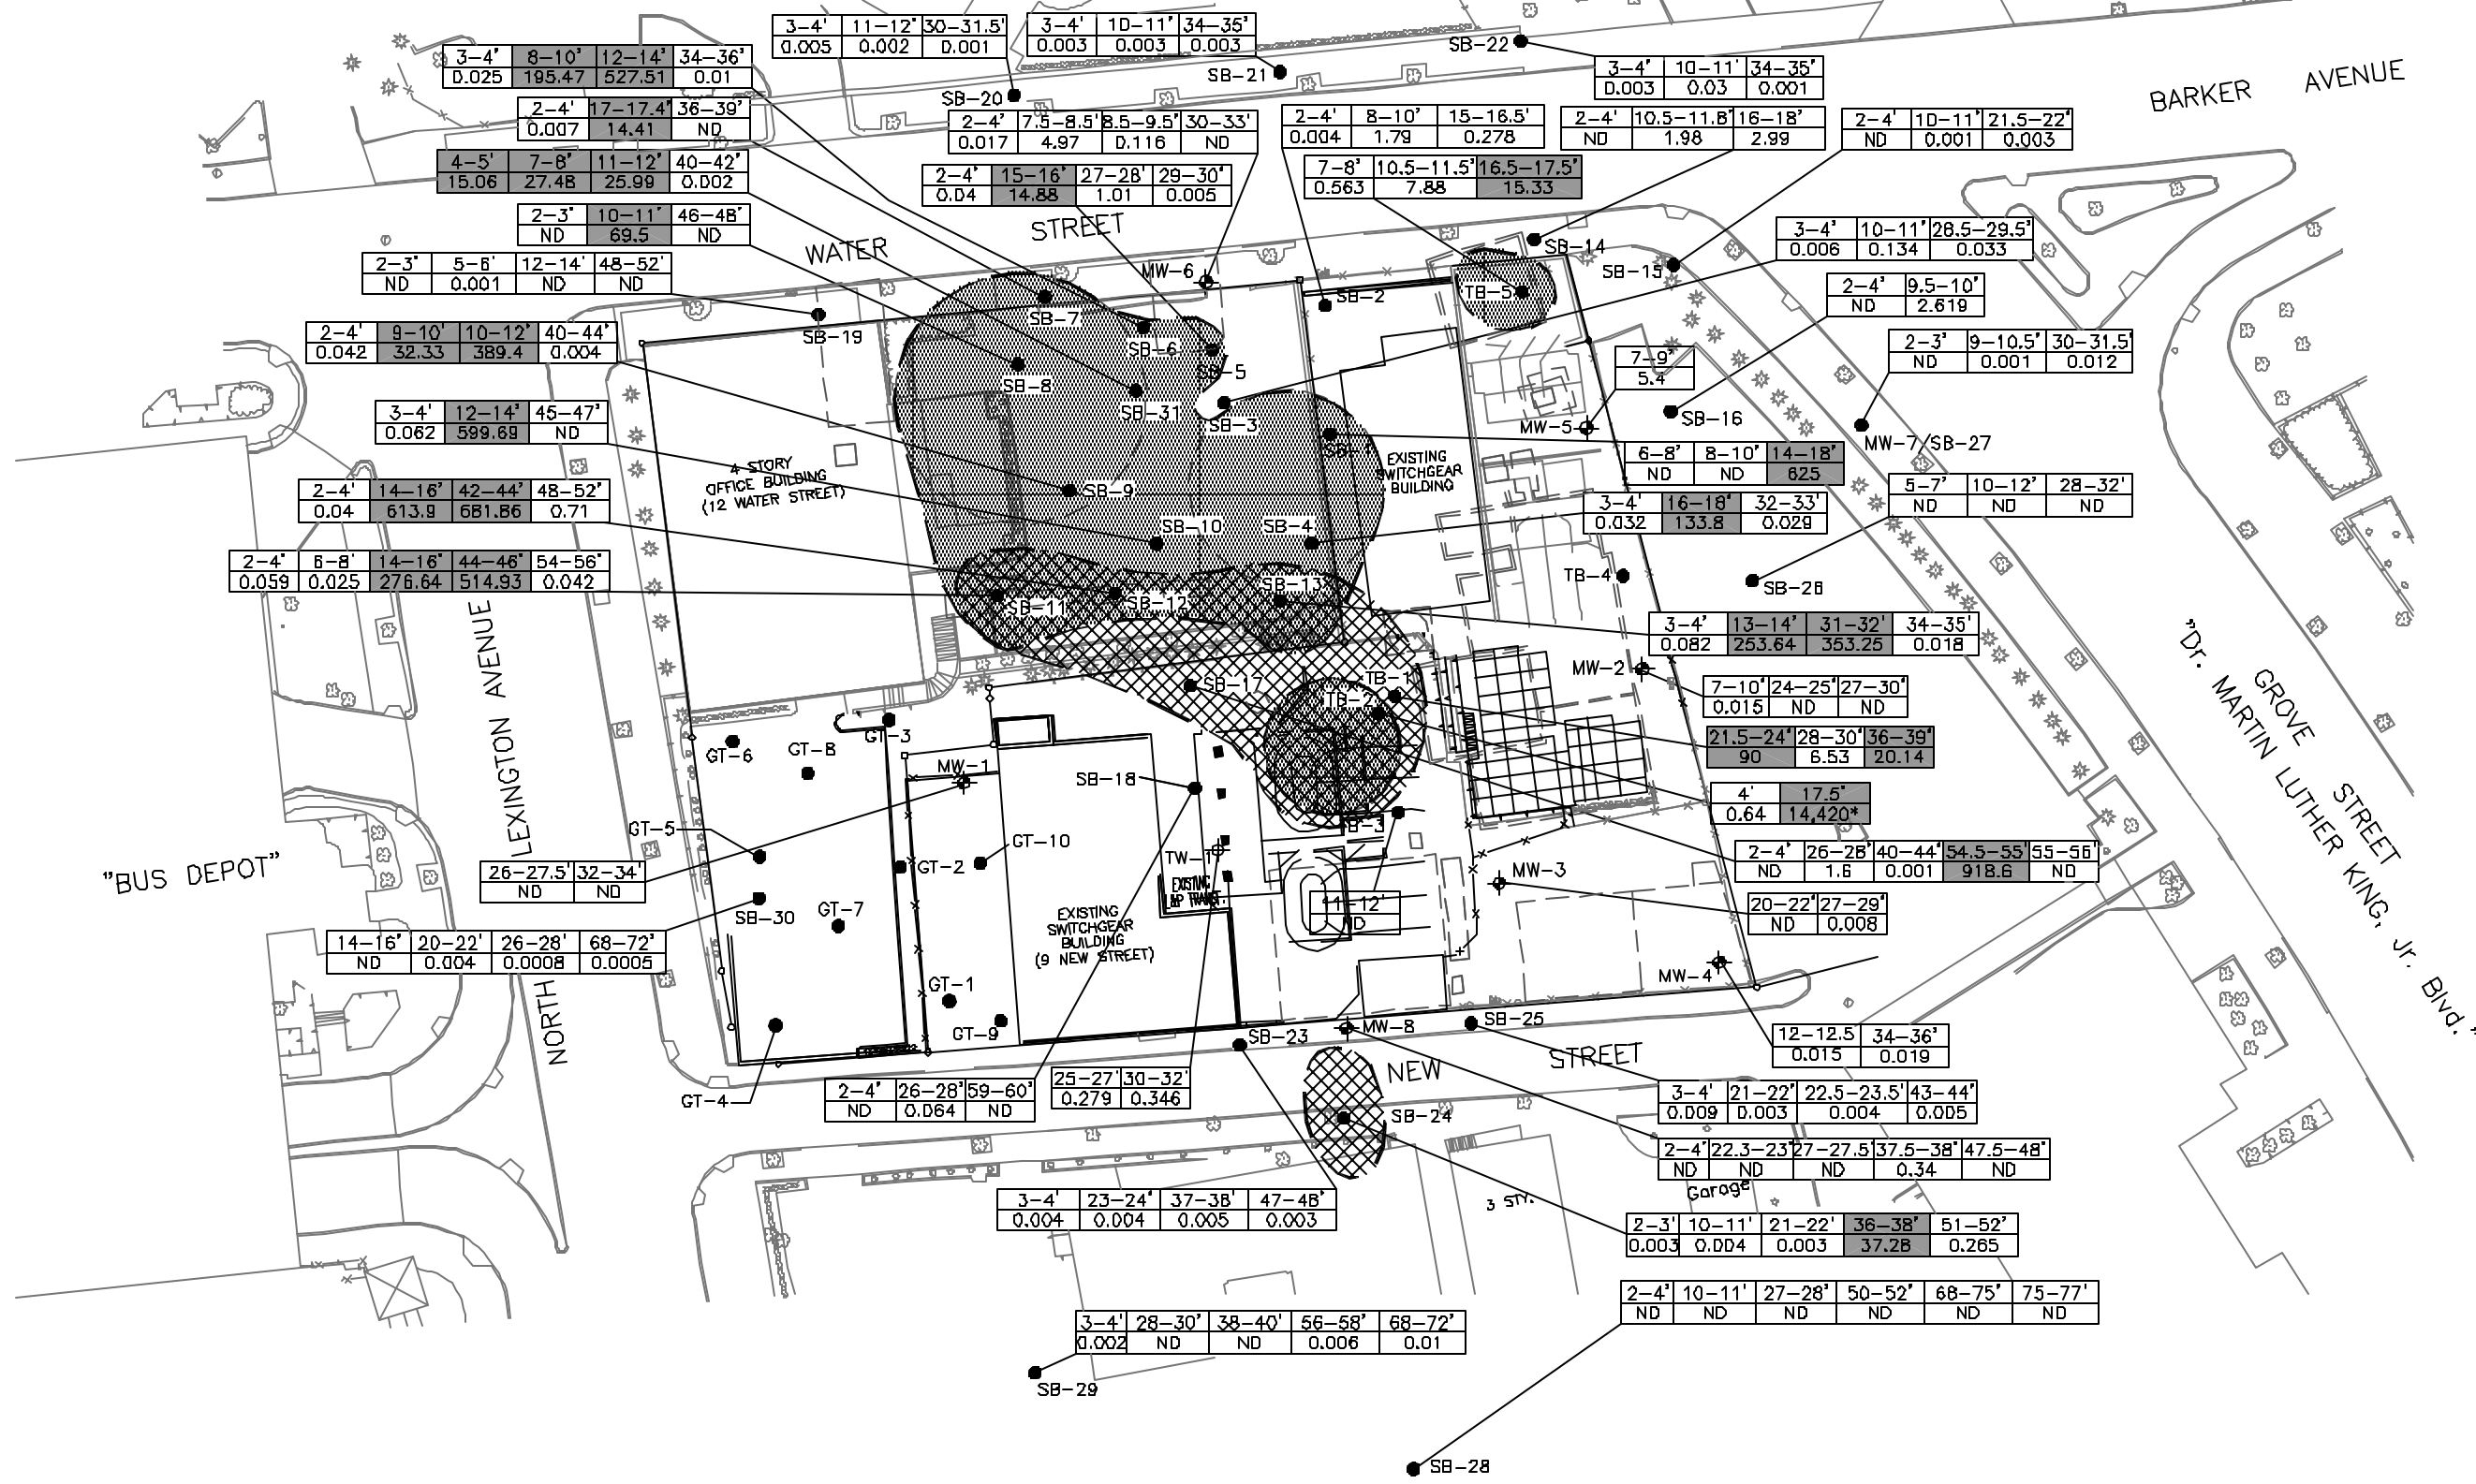 3-4' 11-12' 30-31.5'
0.005 0.002 0.001
3-4' 10-11' 34-35'
0.003 0.003 0.003
SB-22
3-4' 8-10' 12-14' 34-36'
0.025 195.47 527.51 0.01
SB-21
3-4' 10-11' 34-35'
0.003 0.03 0.001
BARKER AVENUE
SB-20
2-4' 17-17.4' 36-39'
0.007 14.41 ND
2-4' 7.5-8.5' 8.5-9.5' 30-33'
0.017 4.97 0.116 ND
2-4' 8-10' 15-16.5'
0.004 1.79 0.278
2-4' 10.5-11.8' 16-18'
ND 1.98 2.99
2-4' 10-11' 21.5-22'
ND 0.001 0.003
4-5' 7-8' 11-12' 40-42'
15.06 27.48 25.99 0.002
2-4' 15-16' 27-28' 29-30'
0.04 14.88 1.01 0.005
7-8' 10.5-11.5' 16.5-17.5'
0.563 7.88 15.33
2-3' 10-11' 46-48'
ND 69.5 ND
WATER STREET
3-4' 10-11' 28.5-29.5'
0.006 0.134 0.033
SB-14
SB-15
2-3' 5-6' 12-14' 48-52'
ND 0.001 ND ND
MW-6
SB-2
TB-5
2-4' 9.5-10'
ND 2.619
SB-7
SB-19
SB-6
2-4' 9-10' 10-12' 40-44'
0.042 32.33 389.4 0.004
2-3' 9-10.5' 30-31.5'
ND 0.001 0.012
SB-5
SB-8
7-9'
5.4
SB-31
SB-3
SB-16
MW-5
MW-7/SB-27
3-4' 12-14' 45-47'
0.062 599.69 ND
4 STORY
OFFICE BUILDING
(12 WATER STREET)
EXISTING
SWITCHGEAR
BUILDING
6-8' 8-10' 14-18'
ND ND 625
SB-9
2-4' 14-16' 42-44' 48-52'
0.04 613.9 681.86 0.71
5-7' 10-12' 28-32'
ND ND ND
3-4' 16-18' 32-33'
0.032 133.8 0.029
SB-10
SB-4
2-4' 6-8' 14-16' 44-46' 54-56'
0.059 0.025 276.64 514.93 0.042
TB-4
SB-26
SB-13
SB-11
SB-12
3-4' 13-14' 31-32' 34-35'
0.082 253.64 353.25 0.018
MW-2
SB-17
TB-1
TB-2
7-10' 24-25' 27-30'
0.015 ND ND
GROVE STREET
"Dr. MARTIN LUTHER KING, Jr. Blvd."
21.5-24' 28-30' 36-39'
90 6.53 20.14
GT-3
GT-6
GT-8
MW-1
SB-18
4' 17.5'
0.64 14,420*
GT-5
GT-10
TW-1
GT-2
2-4' 26-28' 40-44' 54.5-55' 55-56'
ND 1.6 0.001 918.6 ND
NORTH LEXINGTON AVENUE
"BUS DEPOT"
26-27.5' 32-34'
ND ND
MW-3
EXISTING
SB-30
GT-7
EXISTING
SWITCHGEAR
BUILDING
(9 NEW STREET)
11-12'
ND
20-22' 27-29'
ND 0.008
14-16' 20-22' 26-28' 68-72'
ND 0.004 0.0008 0.0005
MW-4
GT-1
GT-9
SB-23
MW-8
SB-25
12-12.5 34-36'
0.015 0.019
NEW STREET
GT-4
2-4' 26-28' 59-60'
ND 0.064 ND
25-27' 30-32'
0.279 0.346
SB-24
3-4' 21-22' 22.5-23.5' 43-44'
0.009 0.003 0.004 0.005
2-4' 22.3-23' 27-27.5' 37.5-38' 47.5-48'
ND ND ND 0.34 ND
Garage
3 STY.
3-4' 23-24' 37-38' 47-48'
0.004 0.004 0.005 0.003
2-3' 10-11' 21-22' 36-38' 51-52'
0.003 0.004 0.003 37.28 0.265
2-4' 10-11' 27-28' 50-52' 68-75' 75-77'
ND ND ND ND ND ND
3-4' 28-30' 38-40' 56-58' 68-72'
0.002 ND ND 0.006 0.01
SB-29
SB-28